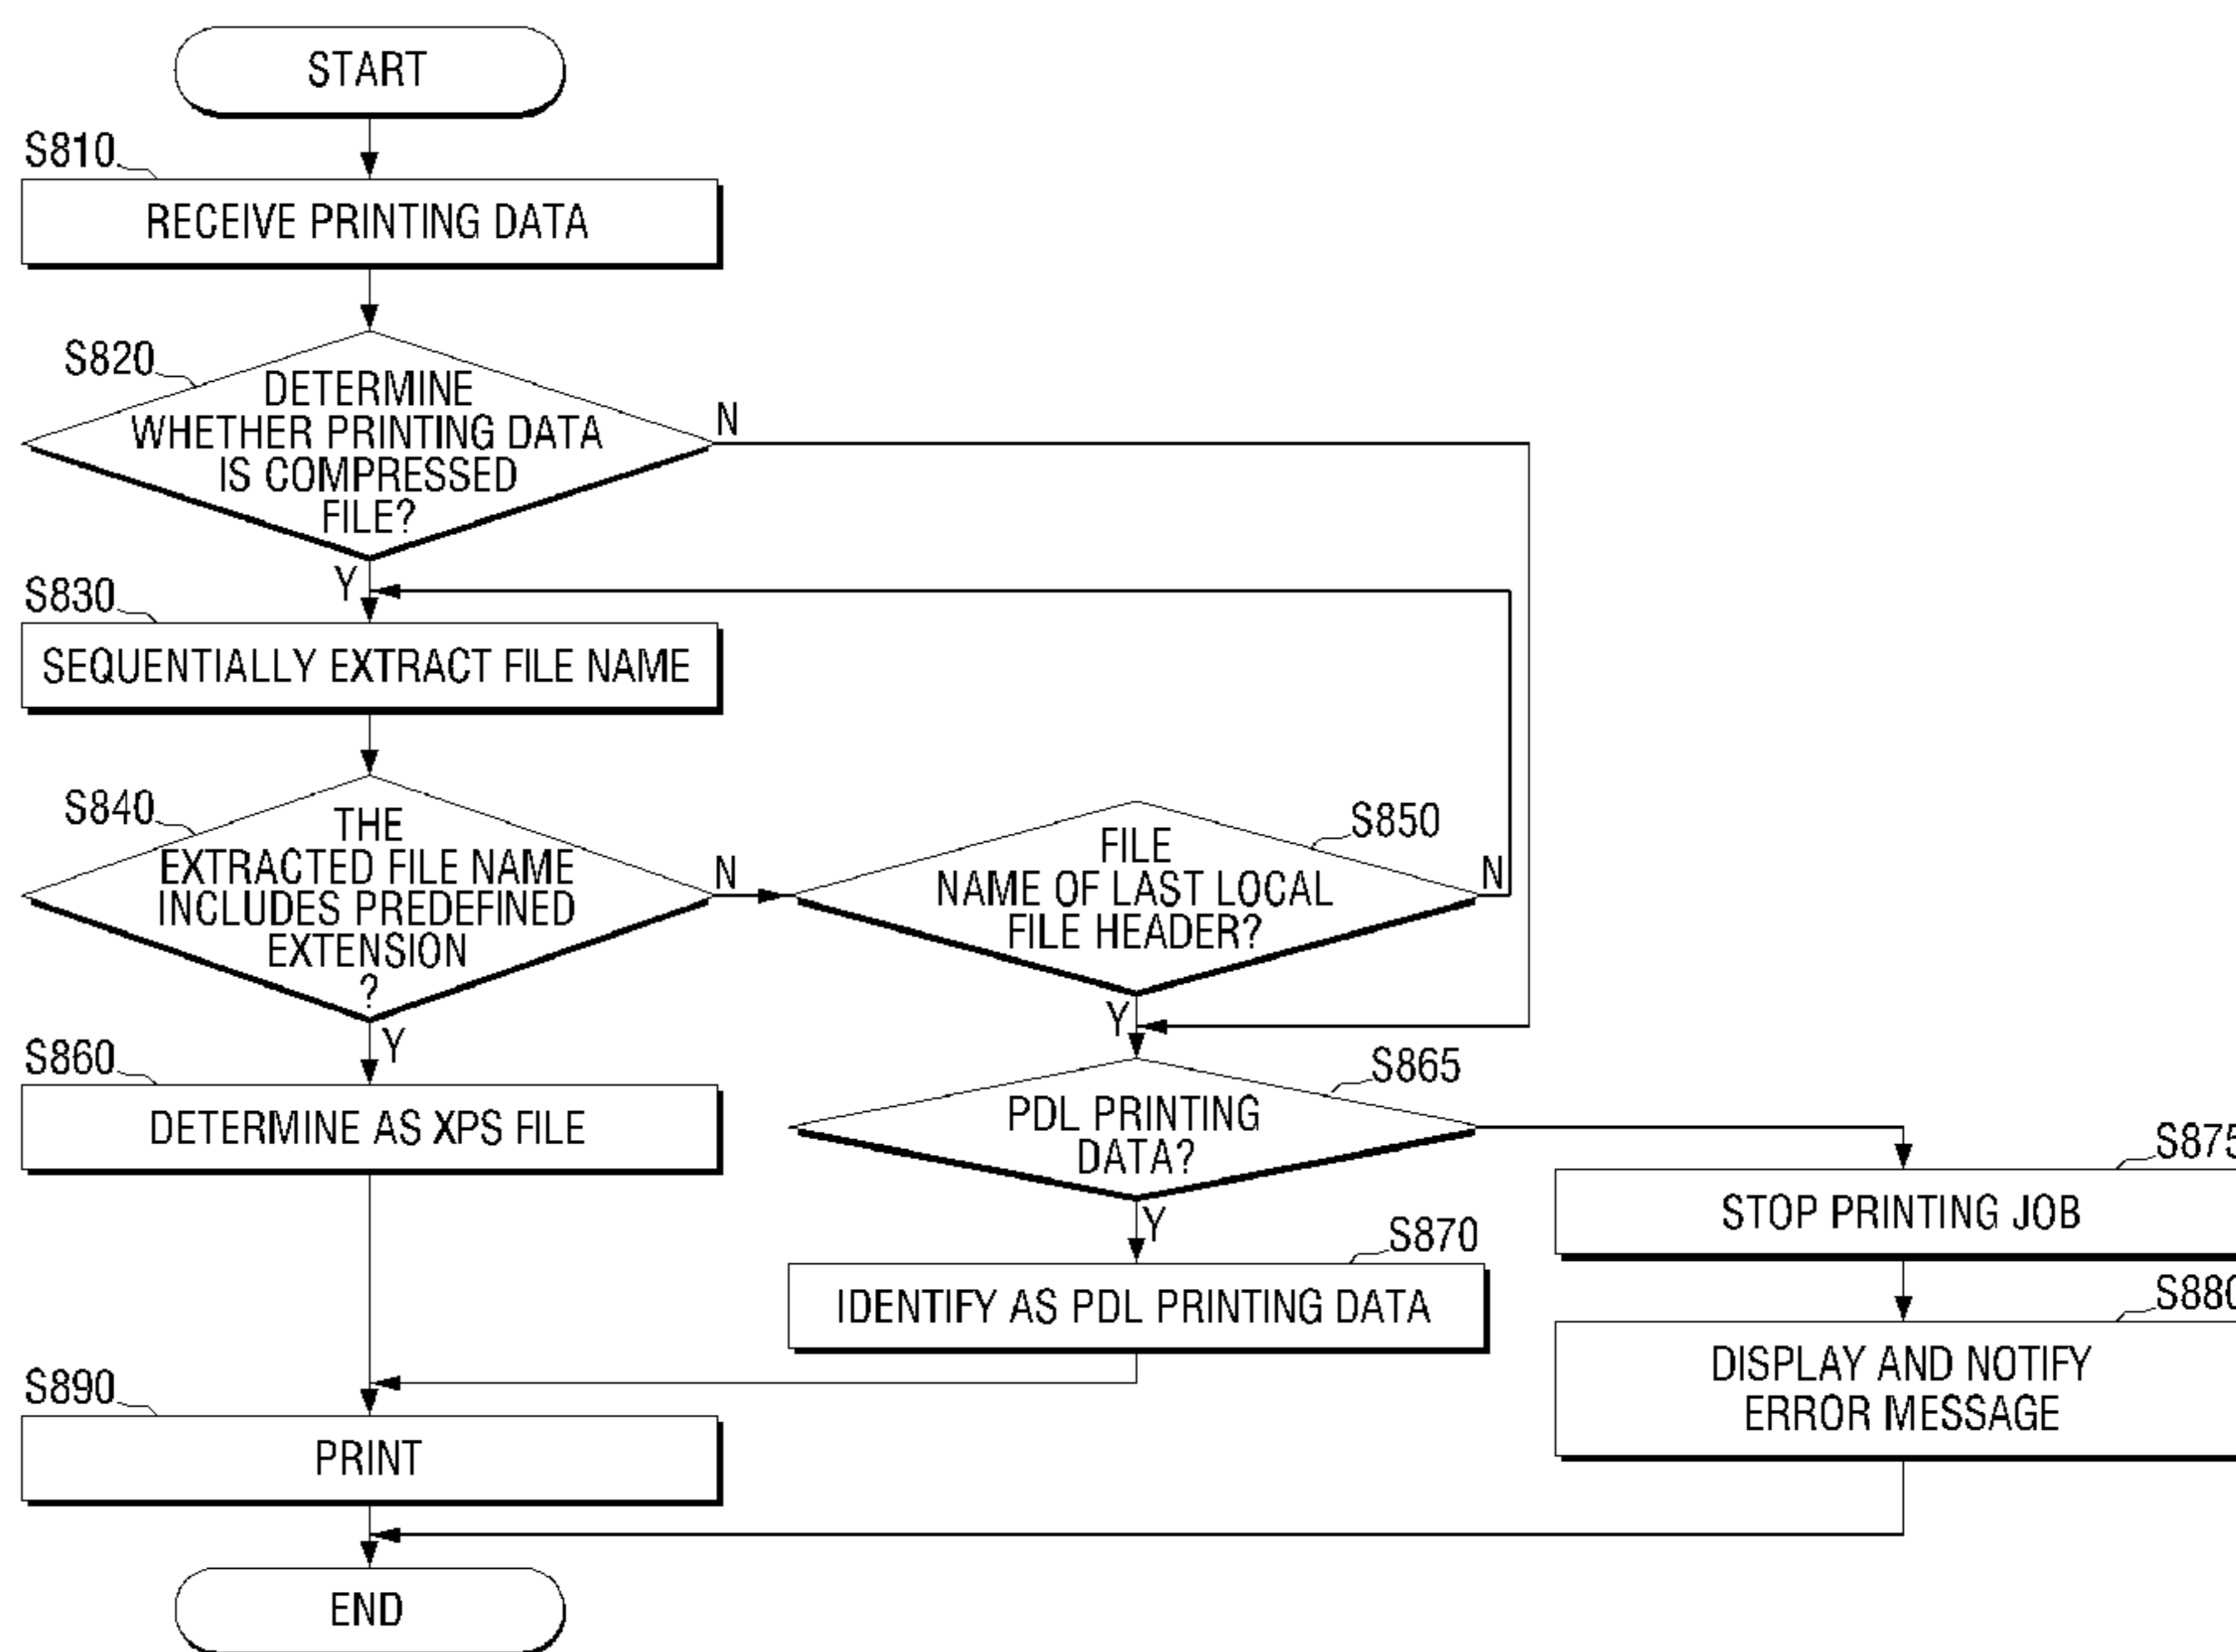 START
S810
RECEIVE PRINTING DATA
S820
DETERMINE
WHETHER PRINTING DATA
IS COMPRESSED
FILE?
N
Y
S830
SEQUENTIALLY EXTRACT FILE NAME
S840
THE
EXTRACTED FILE NAME
INCLUDES PREDEFINED
EXTENSION
?
N
Y
S850
FILE
NAME OF LAST LOCAL
FILE HEADER?
N
Y
S860
DETERMINE AS XPS FILE
S865
PDL PRINTING
DATA?
Y
S875
STOP PRINTING JOB
S870
IDENTIFY AS PDL PRINTING DATA
S880
DISPLAY AND NOTIFY
ERROR MESSAGE
S890
PRINT
END